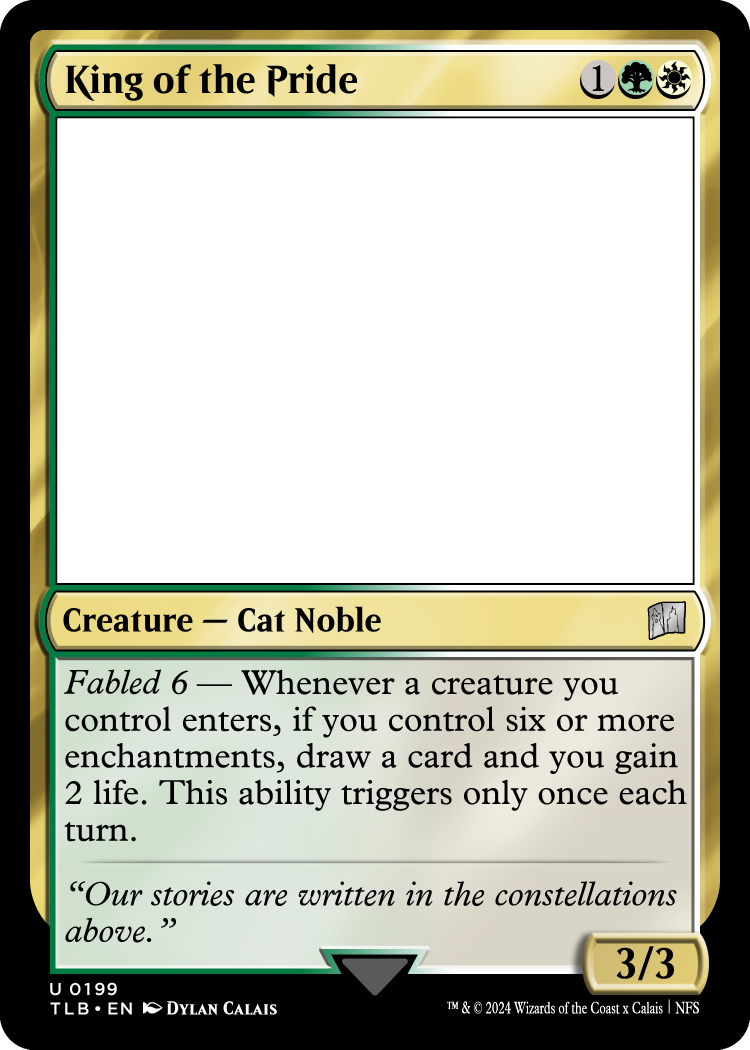 King of the Pride 1
Creature — Cat Noble
Fabled 6 — Whenever a creature you
control enters, if you control six or more
enchantments, draw a card and you gain
2 life. This ability triggers only once each
turn.
“Our stories are written in the constellations
above.”
3/3
U 0199
TLB • EN DYLAN CALAIS
™ & © 2024 Wizards of the Coast x Calais | NFS